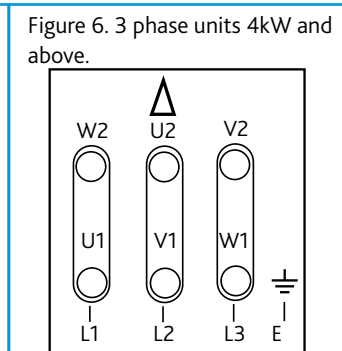 Figure 6. 3 phase units 4kW and
above.
W2 U2 V2
U1 V1 W1
L1 L2 L3 E